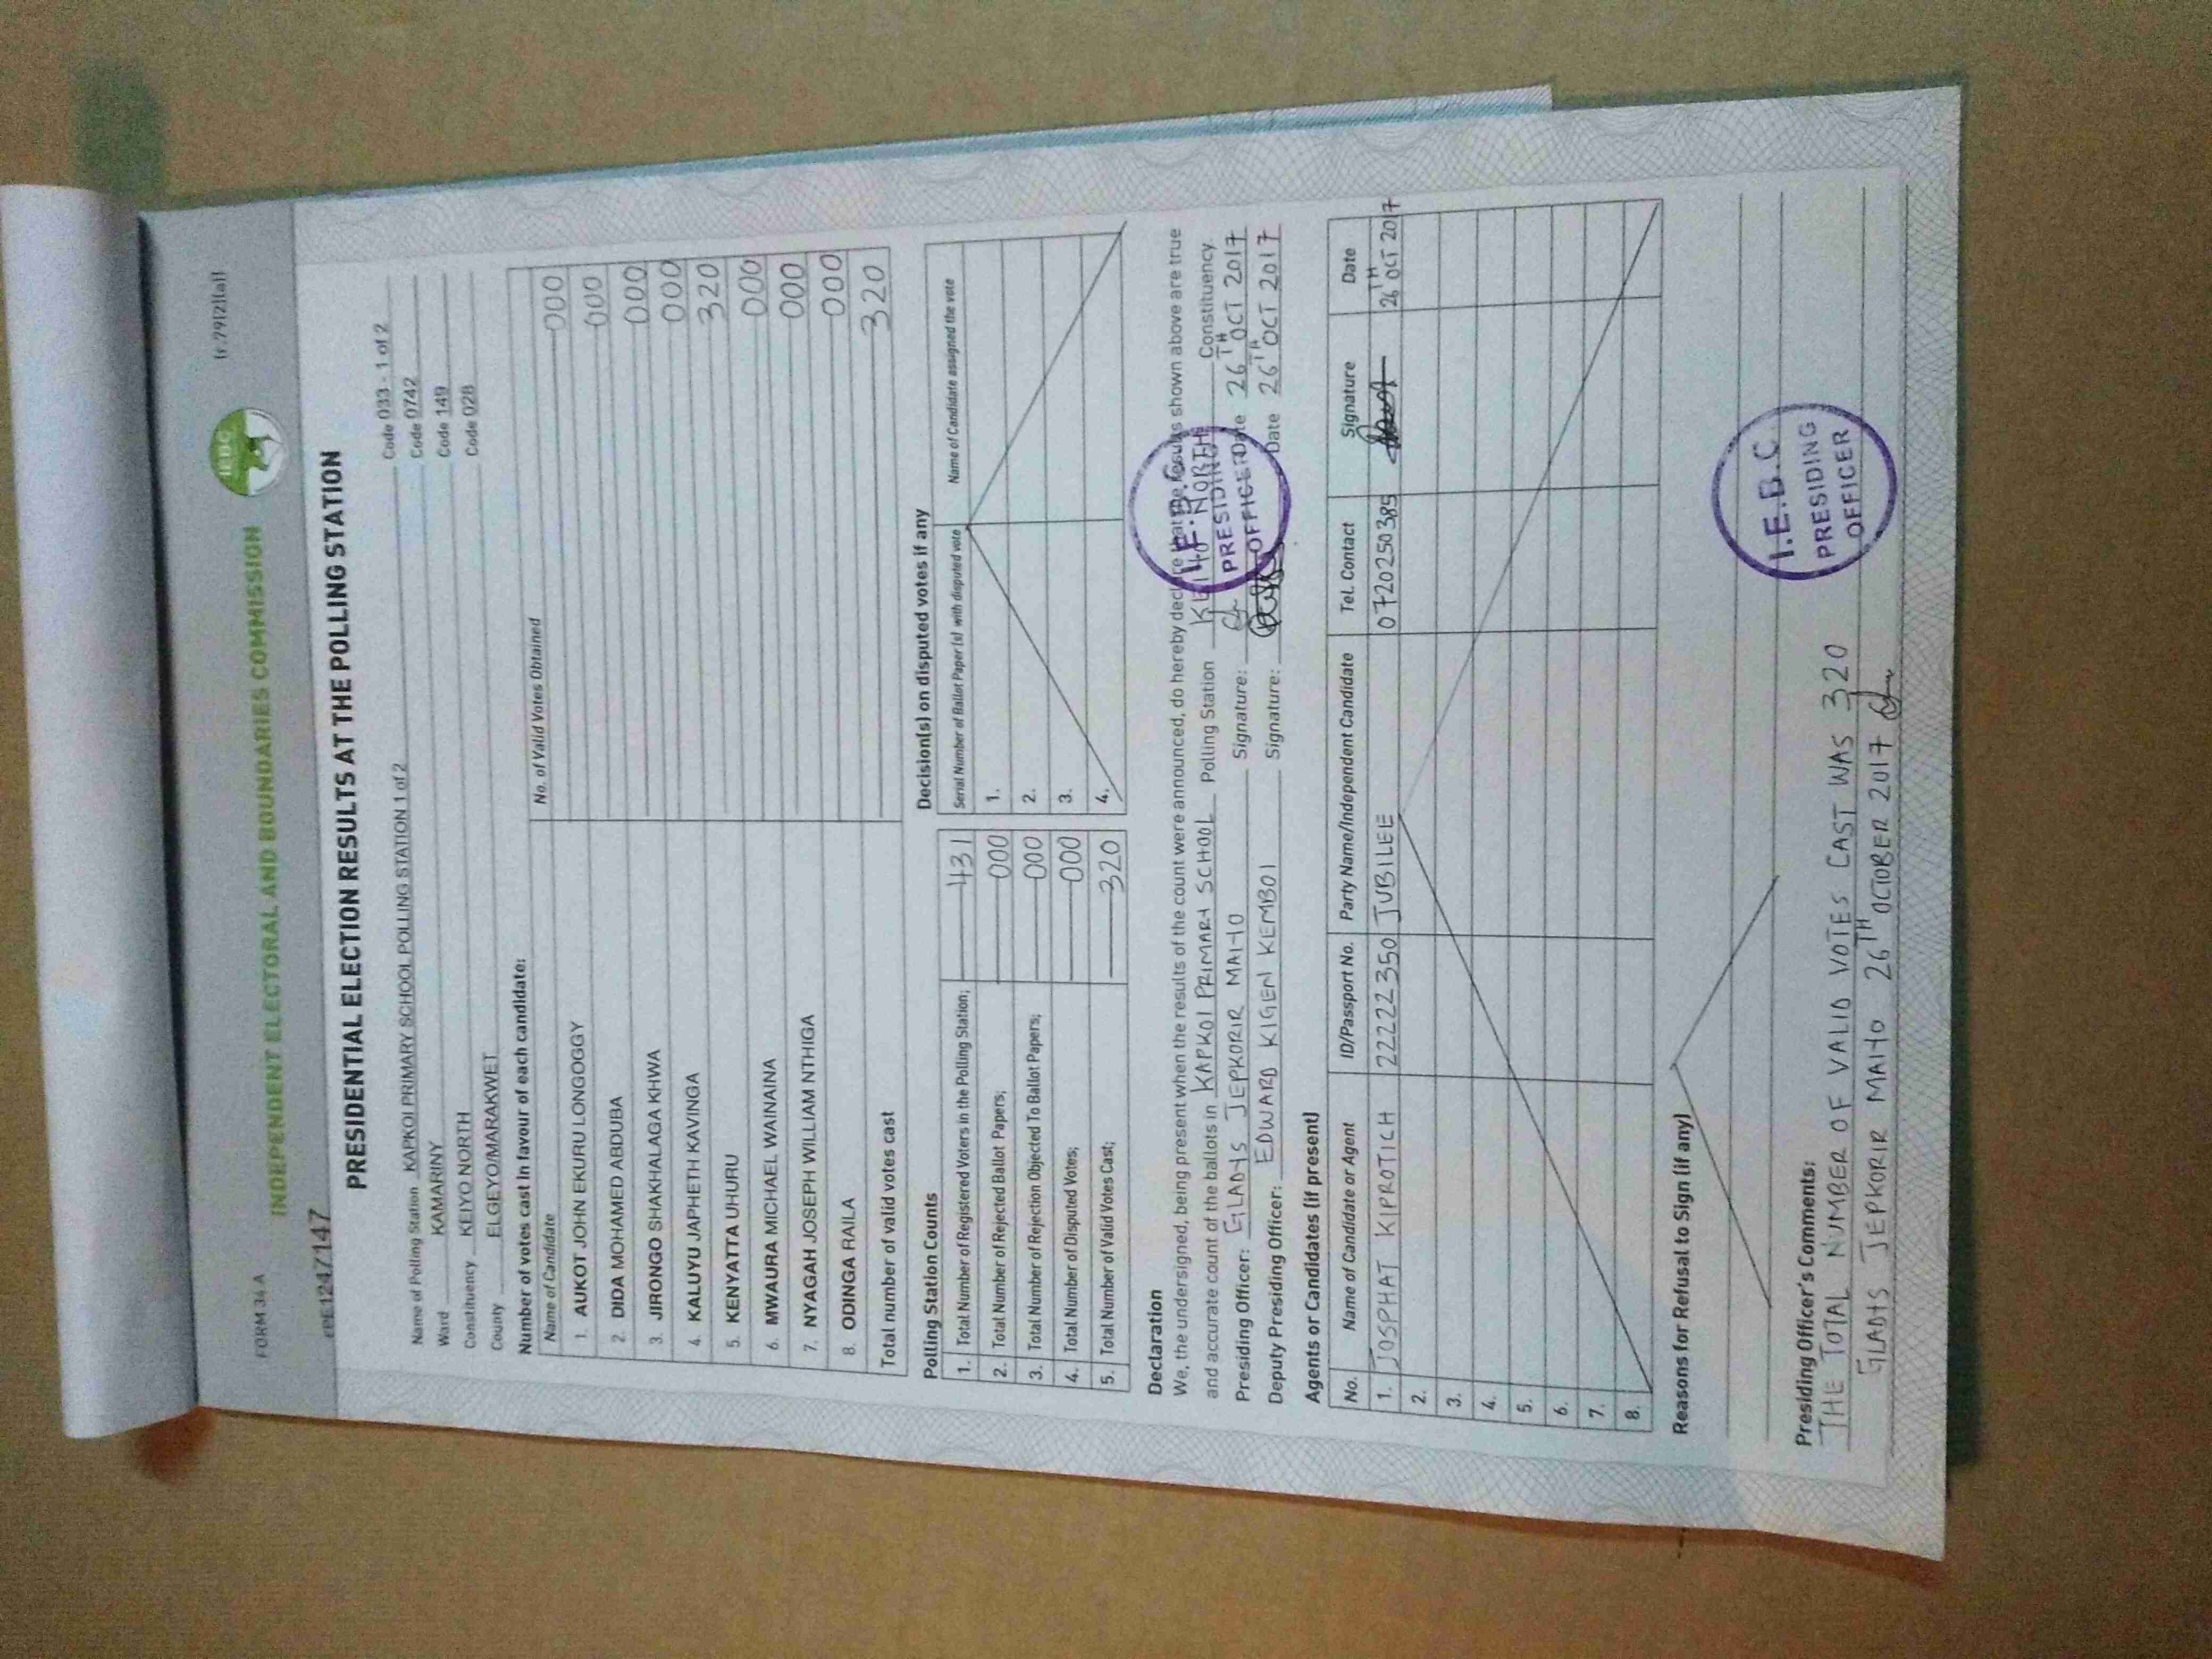 FORM 34A
INDEPENDENT ELECTORAL AND BOUNDARIES COMMISSION
IEBC
(r.79(2)(a))
PRE1247147
PRESIDENTIAL ELECTION RESULTS AT THE POLLING STATION
Name of Polling Station KAPKOI PRIMARY SCHOOL POLLING STATION 1 of 2 Code 033 - 1 of 2
Ward KAMARINY Code 0742
Constituency KEIYO NORTH Code 149
County ELGEYO/MARAKWET Code 028
Number of votes cast in favour of each candidate:
Name of Candidate No. of Valid Votes Obtained
1. AUKOT JOHN EKURU LONGOGGY 000
2. DIDA MOHAMED ABDUBA 000
3. JIRONGO SHAKHALAGA KHWA 000
4. KALUYU JAPHETH KAVINGA 000
5. KENYATTA UHURU 320
6. MWAURA MICHAEL WAINAINA 000
7. NYAGAH JOSEPH WILLIAM NTHIGA 000
8. ODINGA RAILA 000
Total number of valid votes cast 320
Polling Station Counts
1. Total Number of Registered Voters in the Polling Station; 431
2. Total Number of Rejected Ballot Papers; 000
3. Total Number of Rejection Objected To Ballot Papers; 000
4. Total Number of Disputed Votes; 000
5. Total Number of Valid Votes Cast; 320
Decision(s) on disputed votes if any
Serial Number of Ballot Paper(s) with disputed vote Name of Candidate assigned the vote
1.
2.
3.
4.
Declaration
We, the undersigned, being present when the results of the count were announced, do hereby declare that the results shown above are true
and accurate count of the ballots in KAPKOI PRIMARY SCHOOL Polling Station KEIYO NORTH Constituency.
Presiding Officer: GLADYS JEPKORIR MAIYO Signature: Date 26TH OCT 2017
Deputy Presiding Officer: EDWARD KIGEN KEMBOI Signature: Date 26TH OCT 2017
I.E.B.C
PRESIDING
OFFICER
Agents or Candidates (if present)
No. Name of Candidate or Agent ID/Passport No. Party Name/Independent Candidate Tel. Contact Signature Date
1. JOSPHAT KIPROTICH 22222350 JUBILEE 0720250385 26TH OCT 2017
2.
3.
4.
5.
6.
7.
8.
Reasons for Refusal to Sign (if any)
Presiding Officer's Comments:
THE TOTAL NUMBER OF VALID VOTES CAST WAS 320
GLADYS JEPKORIR MAIYO 26TH OCTOBER 2017
I.E.B.C
PRESIDING
OFFICER